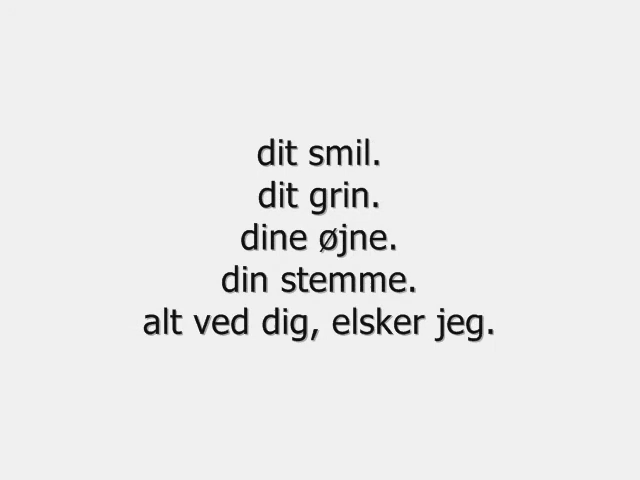 dit smil.
dit grin.
dine øjne.
din stemme.
alt ved dig, elsker jeg.